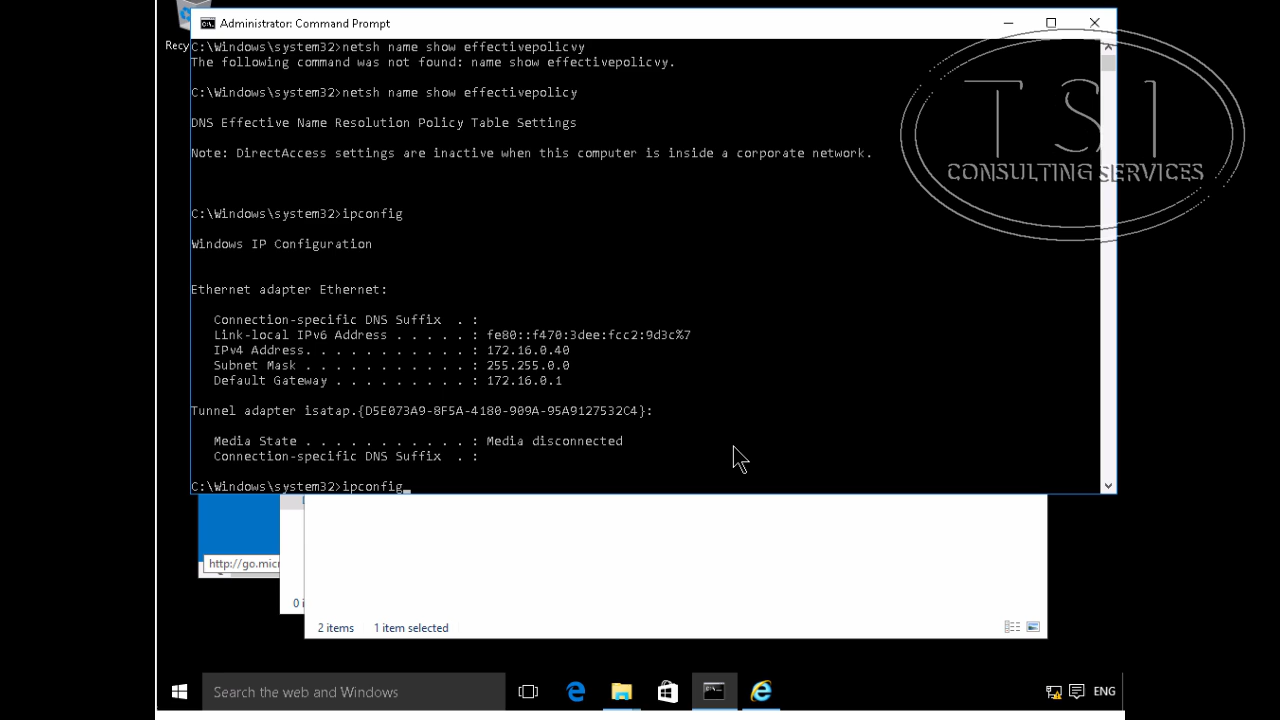 Administrator: Command Prompt
Recy
C:\Windows\system32>netsh name show effectivepolicvy
The following command was not found: name show effectivepolicvy.
C:\Windows\system32>netsh name show effectivepolicy
DNS Effective Name Resolution Policy Table Settings
Note: DirectAccess settings are inactive when this computer is inside a corporate network.
C:\Windows\system32>ipconfig
Windows IP Configuration
Ethernet adapter Ethernet:
Connection-specific DNS Suffix  . :
Link-local IPv6 Address . . . . . : fe80::f470:3dee:fcc2:9d3c%7
IPv4 Address. . . . . . . . . . . : 172.16.0.40
Subnet Mask . . . . . . . . . . . : 255.255.0.0
Default Gateway . . . . . . . . . : 172.16.0.1
Tunnel adapter isatap.{D5E073A9-8F5A-4180-909A-95A9127532C4}:
Media State . . . . . . . . . . . : Media disconnected
Connection-specific DNS Suffix  . :
C:\Windows\system32>ipconfig
TSI
CONSULTING SERVICES
http://go.micr
0 i
2 items 1 item selected
Search the web and Windows
ENG